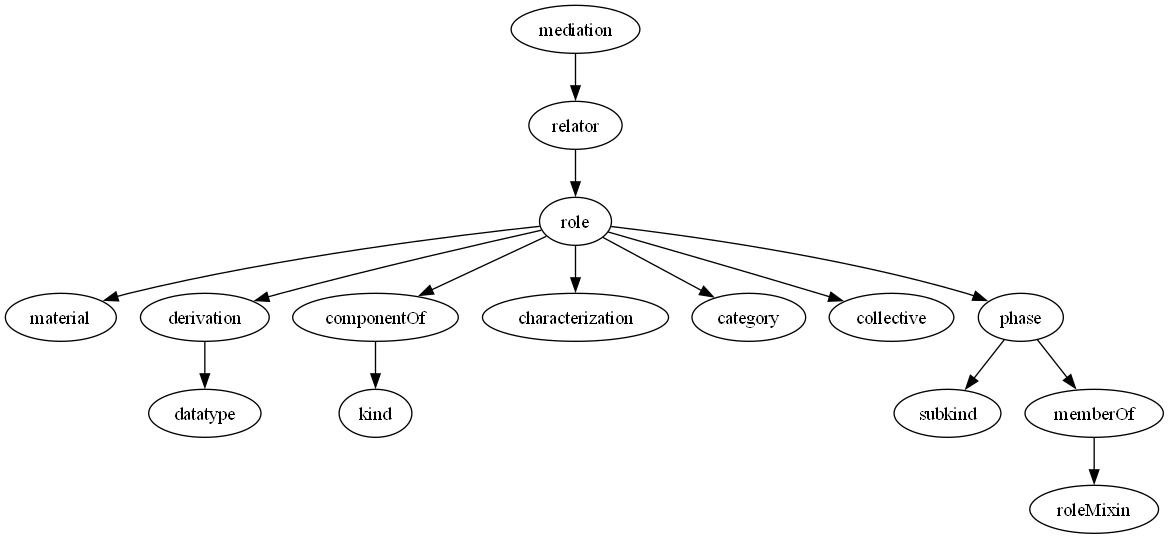 mediation
relator
role
material
derivation
componentOf
characterization
category
collective
phase
datatype
kind
subkind
memberOf
roleMixin